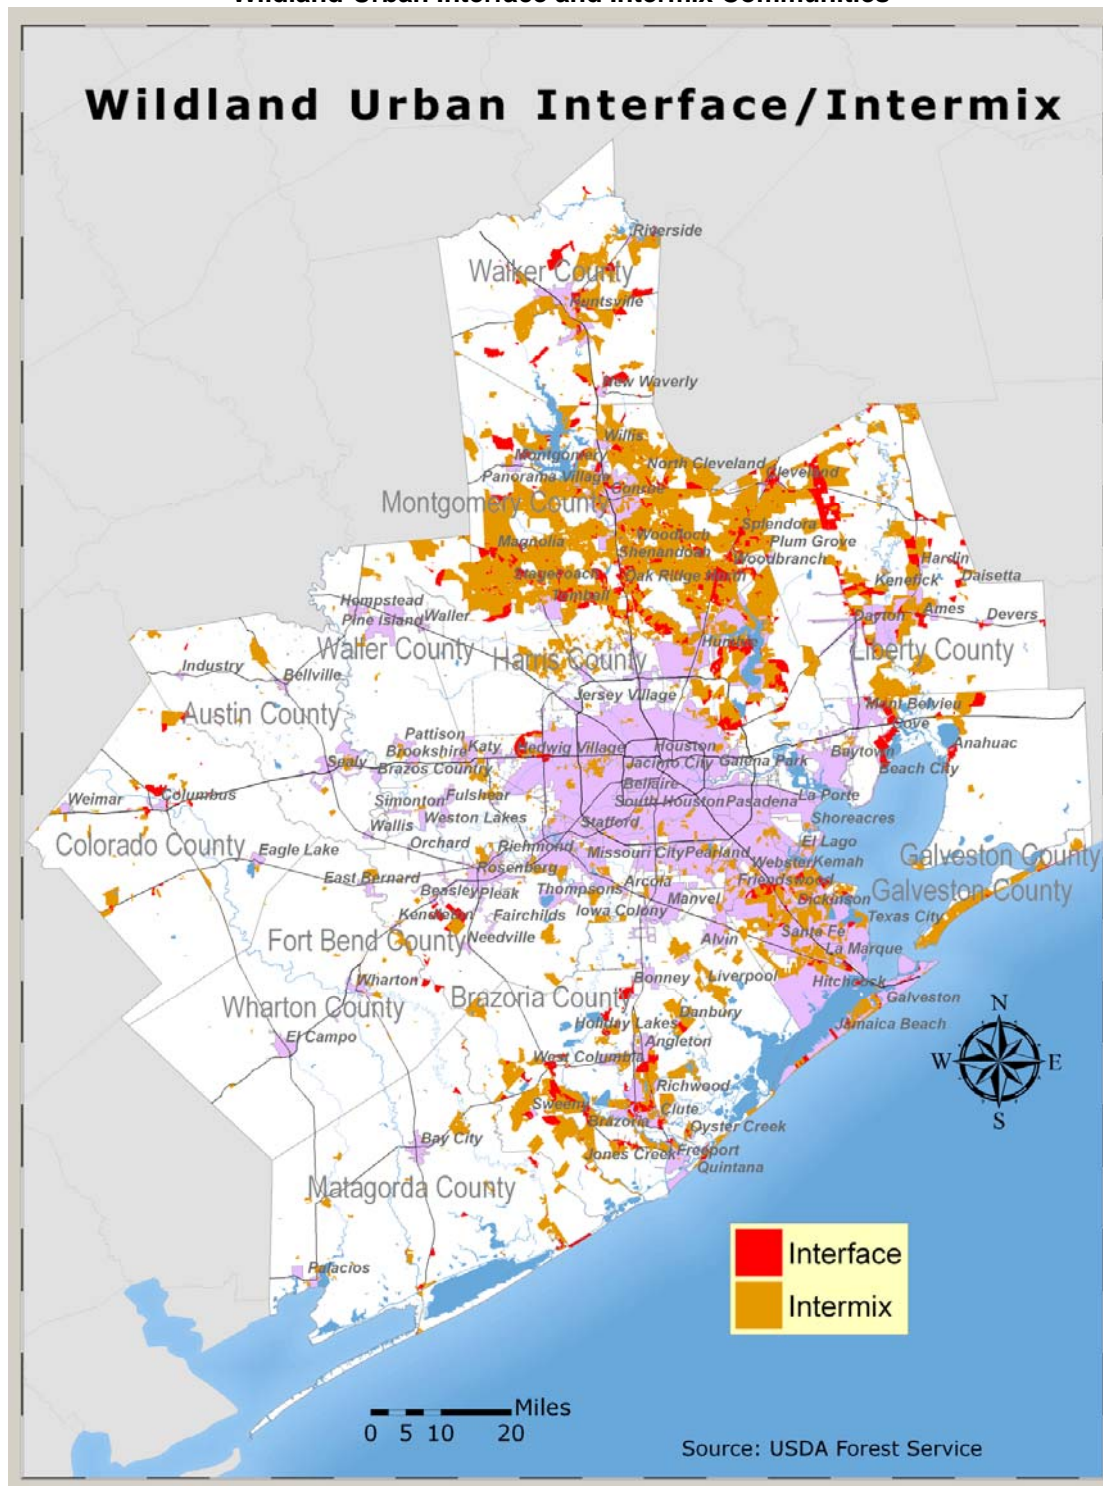 Wildland Urban Interface and Intermix Communities
Wildland Urban Interface/Intermix
Riverside
Walker County
Huntsville
New Waverly
Willis
Montgomery
North Cleveland
Cleveland
Panorama Village
Conroe
Montgomery County
Splendora
Woodloch
Magnolia
Plum Grove
Shenandoah
Woodbranch
Hardin
Stagecoach
Oak Ridge North
Kenefick
Daisetta
Tomball
Hempstead
Pine Island
Waller
Dayton
Ames
Devers
Humble
Waller County
Harris County
Liberty County
Industry
Bellville
Jersey Village
Mont Belvieu
Cove
Austin County
Pattison
Brookshire
Katy
Hedwig Village
Houston
Anahuac
Sealy
Brazos Country
Jacinto City
Galena Park
Baytown
Beach City
Bellaire
Weimar
Columbus
Simonton
Fulshear
South Houston
Pasadena
La Porte
Weston Lakes
Stafford
Shoreacres
Wallis
Colorado County
Orchard
Richmond
El Lago
Eagle Lake
Missouri City
Pearland
Galveston County
Rosenberg
Webster
Kemah
East Bernard
Arcola
Friendswood
Beasley
Pleak
Thompsons
Galveston County
Manvel
Dickinson
Kendleton
Fairchilds
Iowa Colony
Texas City
Fort Bend County
Needville
Alvin
Santa Fe
La Marque
Wharton
Bonney
Liverpool
Hitchcock
Brazoria County
Galveston
Wharton County
Danbury
Holiday Lakes
Jamaica Beach
El Campo
Angleton
West Columbia
Richwood
Sweeny
Clute
Brazoria
Oyster Creek
Bay City
Jones Creek
Freeport
Quintana
Matagorda County
Palacios
N
W
E
S
Interface
Intermix
Miles
0 5 10 20
Source: USDA Forest Service